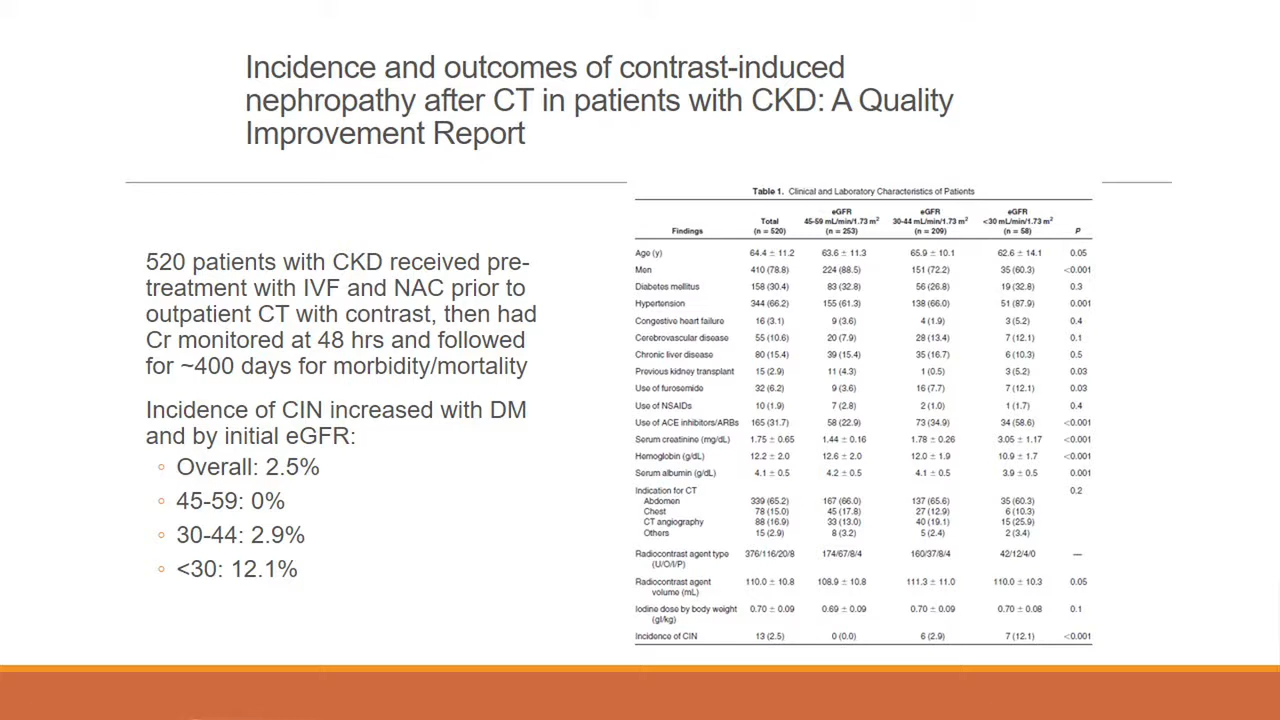 Incidence and outcomes of contrast-induced
nephropathy after CT in patients with CKD: A Quality
Improvement Report
520 patients with CKD received pre-
treatment with IVF and NAC prior to
outpatient CT with contrast, then had
Cr monitored at 48 hrs and followed
for ~400 days for morbidity/mortality
Incidence of CIN increased with DM
and by initial eGFR:
◦ Overall: 2.5%
◦ 45-59: 0%
◦ 30-44: 2.9%
◦ <30: 12.1%
Table 1. Clinical and Laboratory Characteristics of Patients
eGFR eGFR eGFR
Total 45-59 mL/min/1.73 m² 30-44 mL/min/1.73 m² <30 mL/min/1.73 m²
Findings (n = 520) (n = 253) (n = 209) (n = 58) P
Age (y) 64.4 ± 11.2 63.6 ± 11.3 65.9 ± 10.1 62.6 ± 14.1 0.05
Men 410 (78.8) 224 (88.5) 151 (72.2) 35 (60.3) <0.001
Diabetes mellitus 158 (30.4) 83 (32.8) 56 (26.8) 19 (32.8) 0.3
Hypertension 344 (66.2) 155 (61.3) 138 (66.0) 51 (87.9) 0.001
Congestive heart failure 16 (3.1) 9 (3.6) 4 (1.9) 3 (5.2) 0.4
Cerebrovascular disease 55 (10.6) 20 (7.9) 28 (13.4) 7 (12.1) 0.1
Chronic liver disease 80 (15.4) 39 (15.4) 35 (16.7) 6 (10.3) 0.5
Previous kidney transplant 15 (2.9) 11 (4.3) 1 (0.5) 3 (5.2) 0.03
Use of furosemide 32 (6.2) 9 (3.6) 16 (7.7) 7 (12.1) 0.03
Use of NSAIDs 10 (1.9) 7 (2.8) 2 (1.0) 1 (1.7) 0.4
Use of ACE inhibitors/ARBs 165 (31.7) 58 (22.9) 73 (34.9) 34 (58.6) <0.001
Serum creatinine (mg/dL) 1.75 ± 0.65 1.44 ± 0.16 1.78 ± 0.26 3.05 ± 1.17 <0.001
Hemoglobin (g/dL) 12.2 ± 2.0 12.6 ± 2.0 12.0 ± 1.9 10.9 ± 1.7 <0.001
Serum albumin (g/dL) 4.1 ± 0.5 4.2 ± 0.5 4.1 ± 0.5 3.9 ± 0.5 0.001
Indication for CT 0.2
Abdomen 339 (65.2) 167 (66.0) 137 (65.6) 35 (60.3)
Chest 78 (15.0) 45 (17.8) 27 (12.9) 6 (10.3)
CT angiography 88 (16.9) 33 (13.0) 40 (19.1) 15 (25.9)
Others 15 (2.9) 8 (3.2) 5 (2.4) 2 (3.4)
Radiocontrast agent type 376/116/20/8 174/67/8/4 160/37/8/4 42/12/4/0 —
(U/O/I/P)
Radiocontrast agent 110.0 ± 10.8 108.9 ± 10.8 111.3 ± 11.0 110.0 ± 10.3 0.05
volume (mL)
Iodine dose by body weight 0.70 ± 0.09 0.69 ± 0.09 0.70 ± 0.09 0.70 ± 0.08 0.1
(gI/kg)
Incidence of CIN 13 (2.5) 0 (0.0) 6 (2.9) 7 (12.1) <0.001